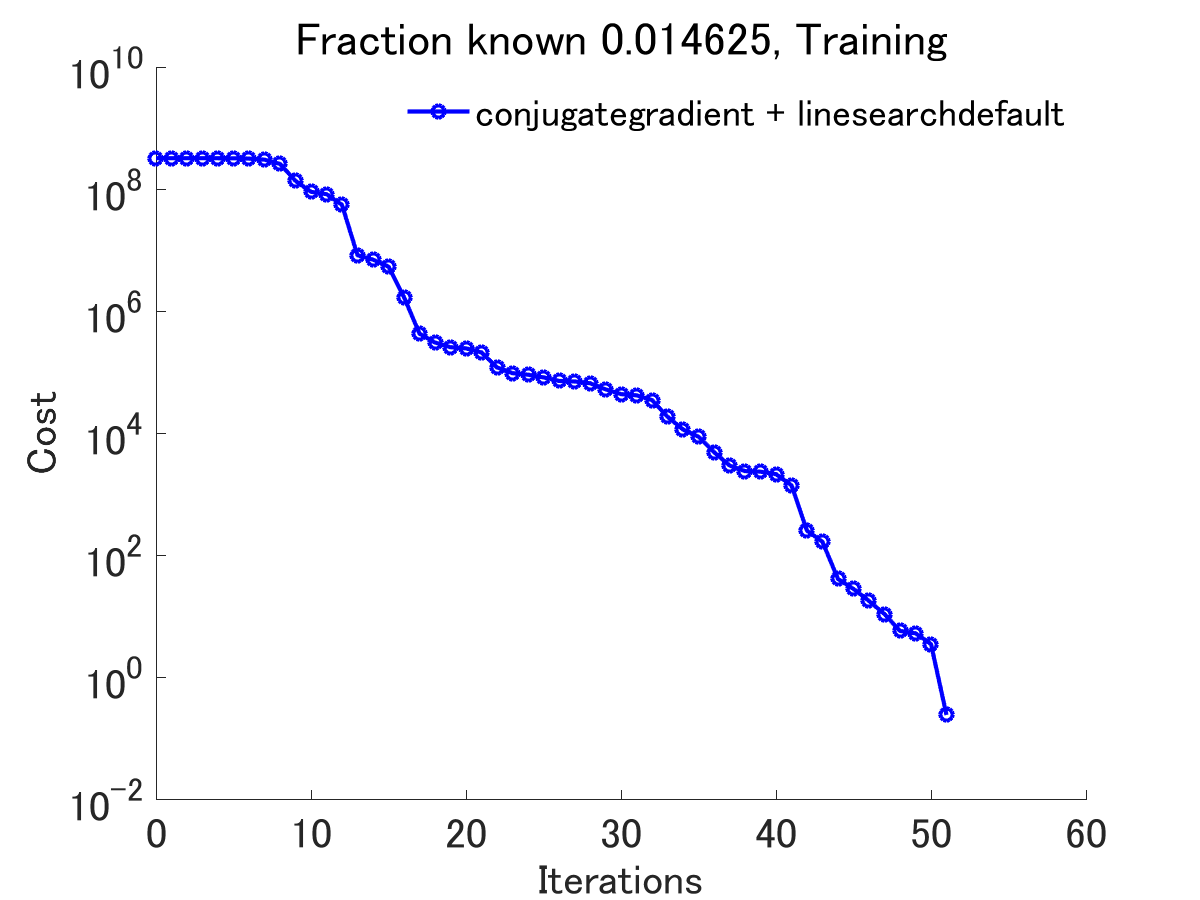 Fraction known 0.014625, Training
conjugategradient + linesearchdefault
10^10
10^8
10^6
10^4
10^2
10^0
10^-2
Cost
0 10 20 30 40 50 60
Iterations